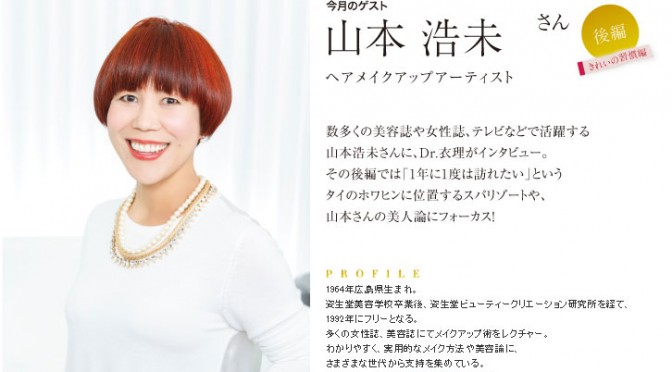 今月のゲスト
山本 浩未 さん
後編
きれいの習慣編
ヘアメイクアップアーティスト
数多くの美容誌や女性誌、テレビなどで活躍する
山本浩未さんに、Dr.衣理がインタビュー。
その後編では「1年に1度は訪れたい」という
タイのホワヒンに位置するスパリゾートや、
山本さんの美人論にフォーカス!
PROFILE
1964年広島県生まれ。
資生堂美容学校卒業後、資生堂ビューティークリエーション研究所を経て、
1992年にフリーとなる。
多くの女性誌、美容誌にてメイクアップ術をレクチャー。
わかりやすく、実用的なメイク方法や美容論に、
さまざまな世代から支持を集めている。